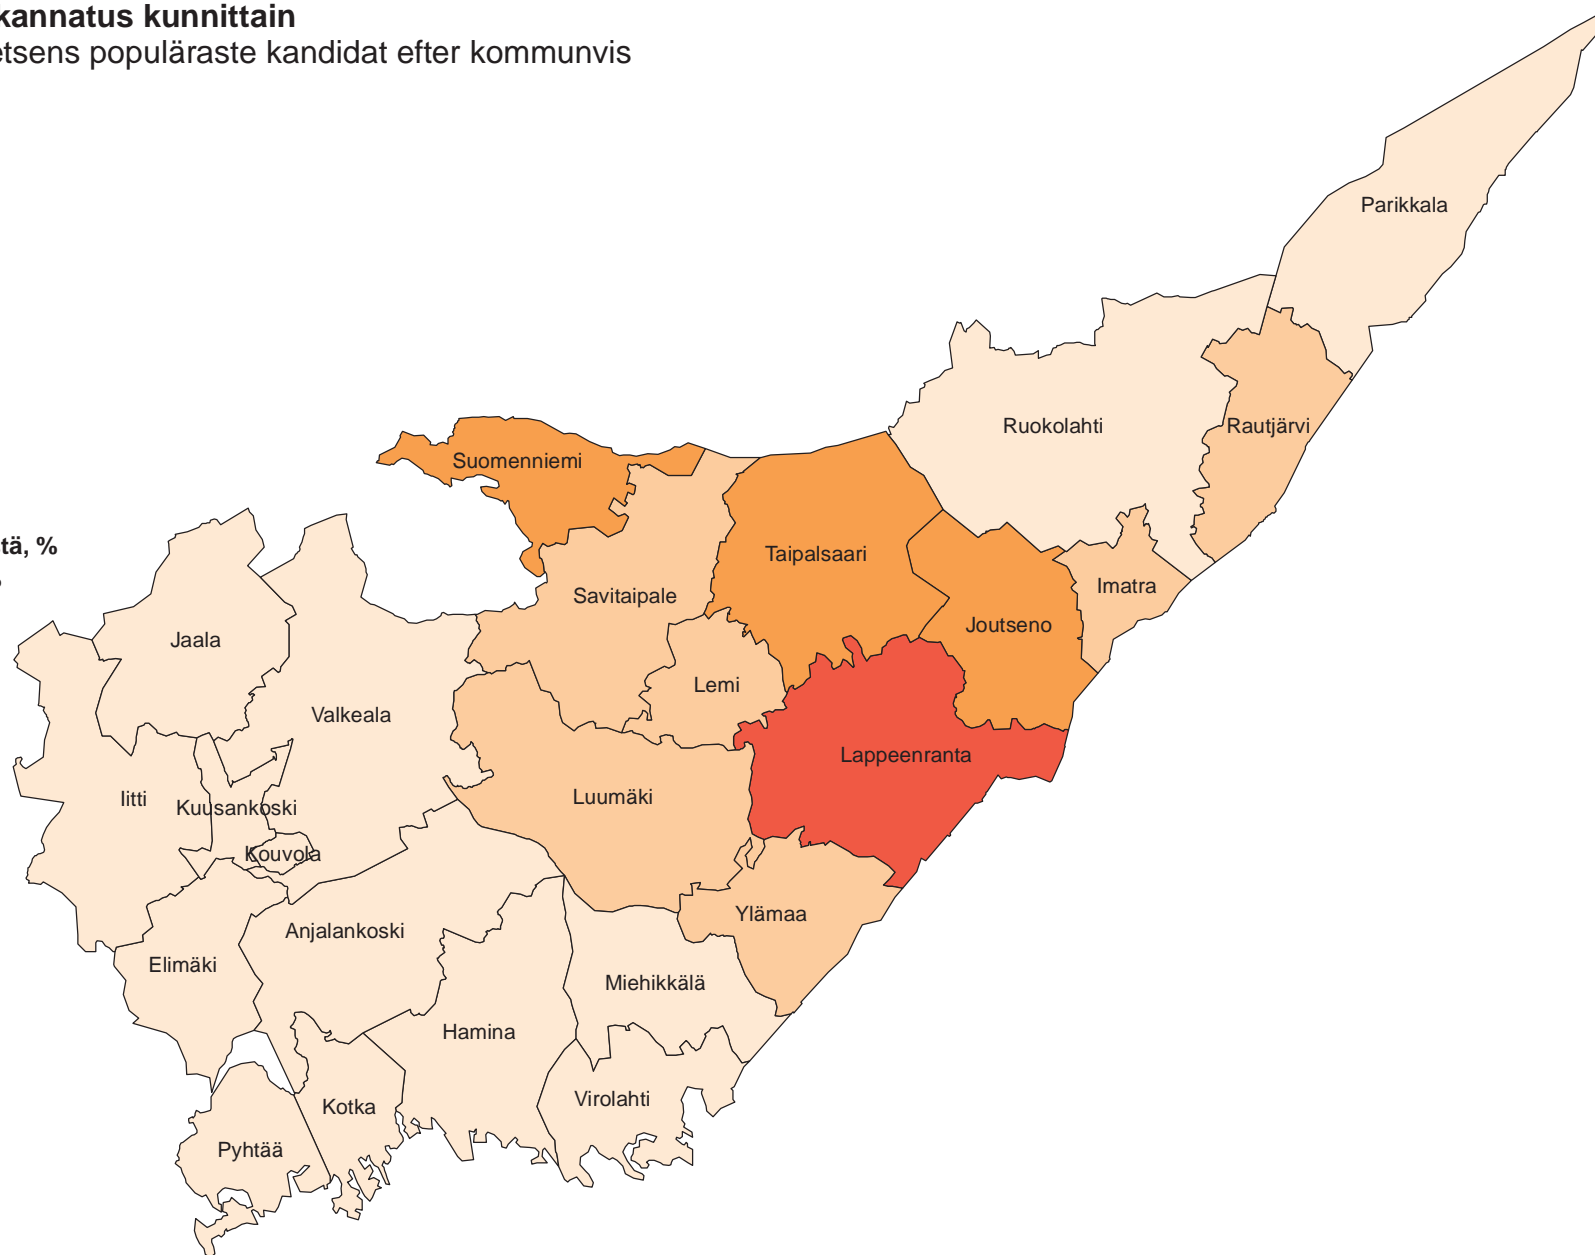 kannatus kunnittain
etsens populäraste kandidat efter kommunvis
Parikkala
Ruokolahti
Rautjärvi
Suomenniemi
tä, %
Taipalsaari
Imatra
Savitaipale
Joutseno
Jaala
Lemi
Valkeala
Lappeenranta
Iitti
Kuusankoski
Luumäki
Kouvola
Ylämaa
Anjalankoski
Elimäki
Miehikkälä
Hamina
Virolahti
Kotka
Pyhtää